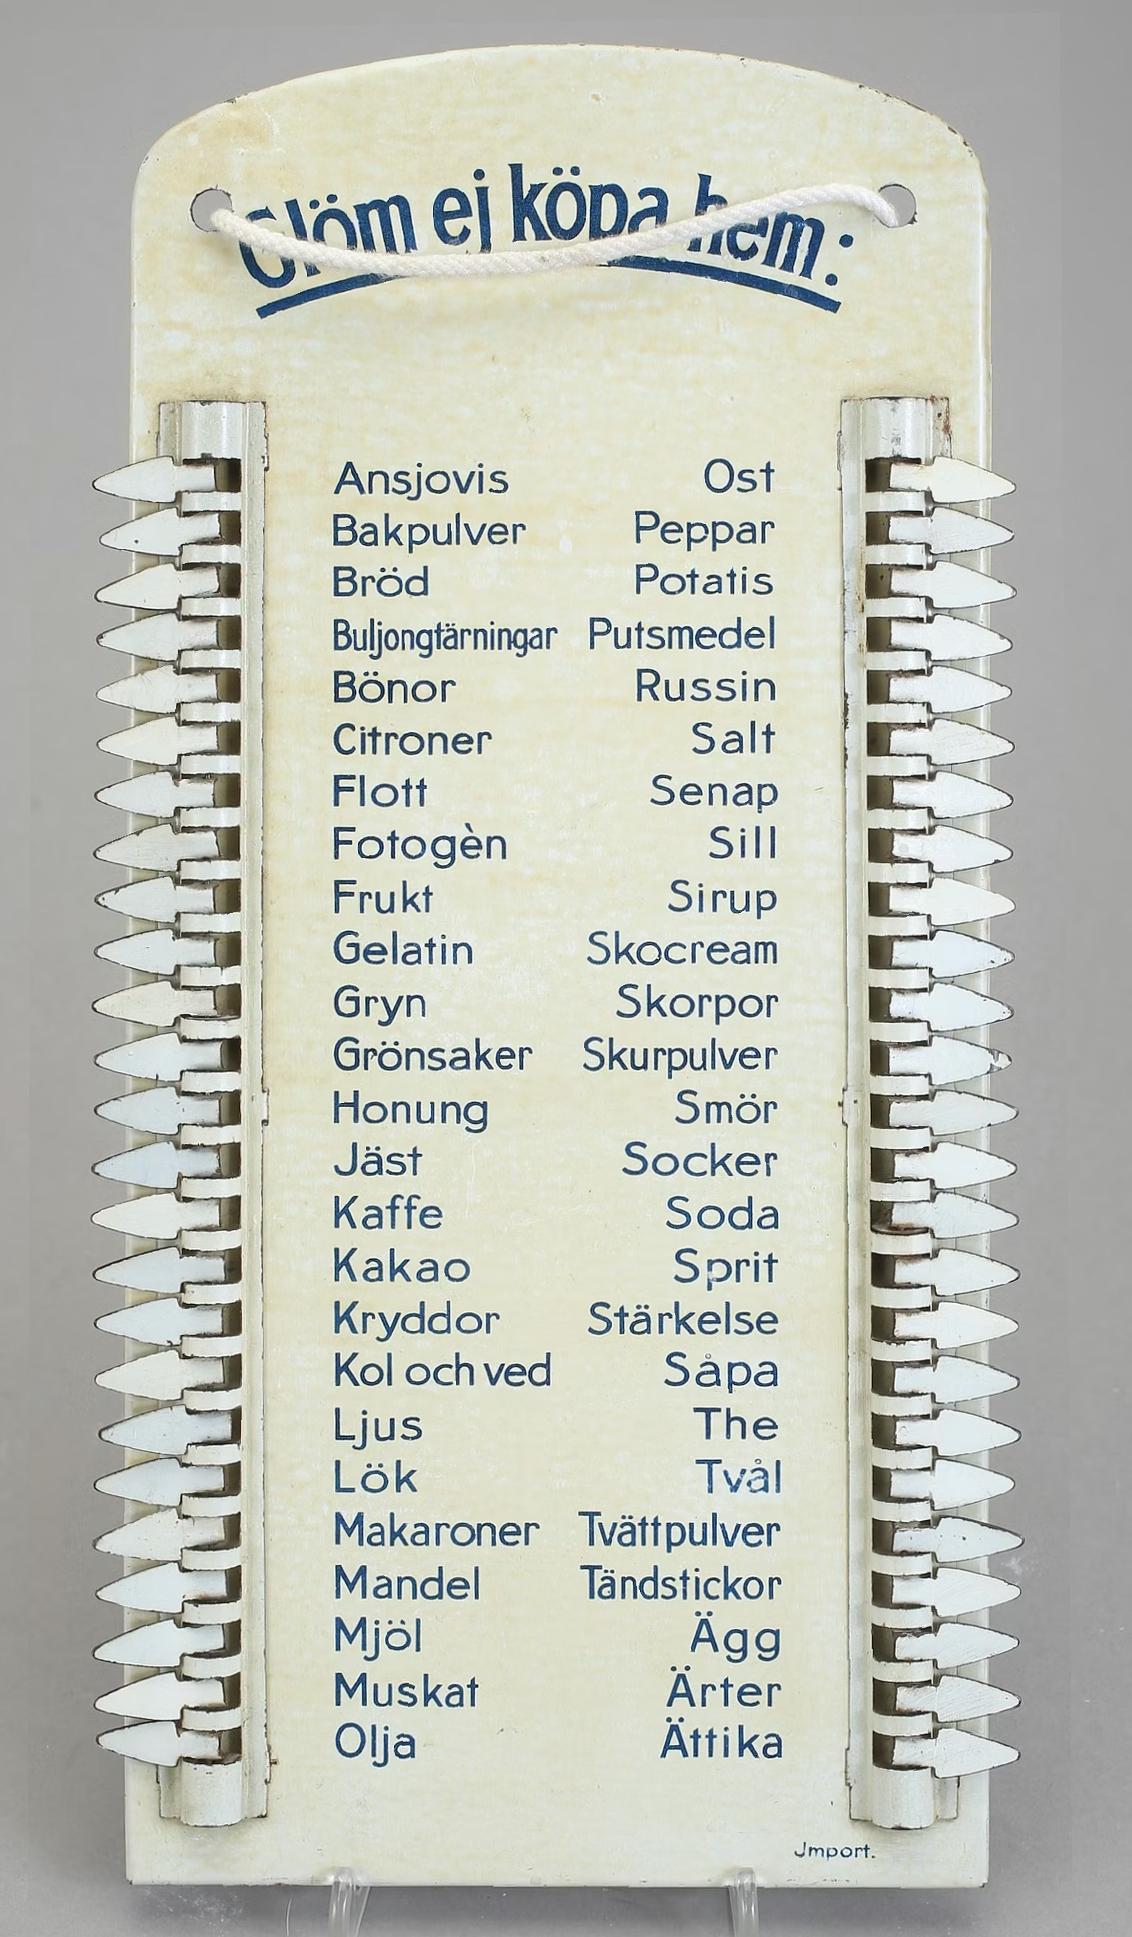 Glöm ej köpa hem:
Ansjovis Ost
Bakpulver Peppar
Bröd Potatis
Buljongtärningar Putsmedel
Bönor Russin
Citroner Salt
Flott Senap
Fotogèn Sill
Frukt Sirup
Gelatin Skocream
Gryn Skorpor
Grönsaker Skurpulver
Honung Smör
Jäst Socker
Kaffe Soda
Kakao Sprit
Kryddor Stärkelse
Kol och ved Såpa
Ljus The
Lök Tvål
Makaroner Tvättpulver
Mandel Tändstickor
Mjöl Ägg
Muskat Ärter
Olja Ättika
Jmport.